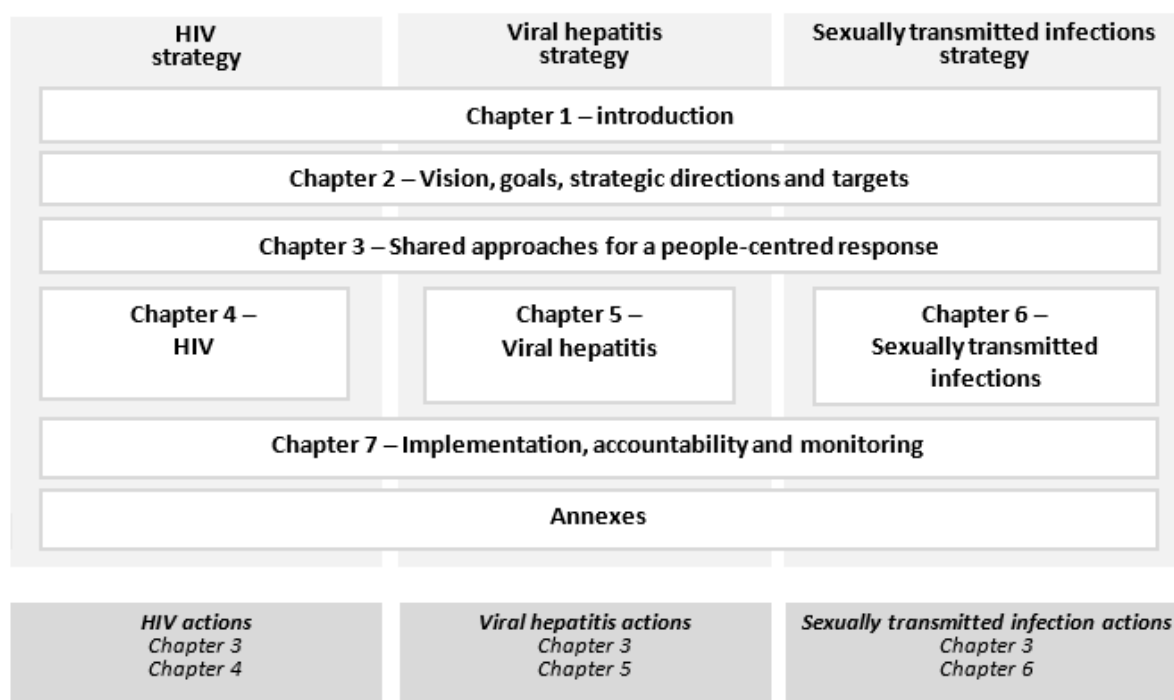 HIV
strategy
Viral hepatitis
strategy
Sexually transmitted infections
strategy
Chapter 1 – introduction
Chapter 2 – Vision, goals, strategic directions and targets
Chapter 3 – Shared approaches for a people-centred response
Chapter 4 –
HIV
Chapter 5 –
Viral hepatitis
Chapter 6 –
Sexually transmitted
infections
Chapter 7 – Implementation, accountability and monitoring
Annexes
HIV actions
Chapter 3
Chapter 4
Viral hepatitis actions
Chapter 3
Chapter 5
Sexually transmitted infection actions
Chapter 3
Chapter 6